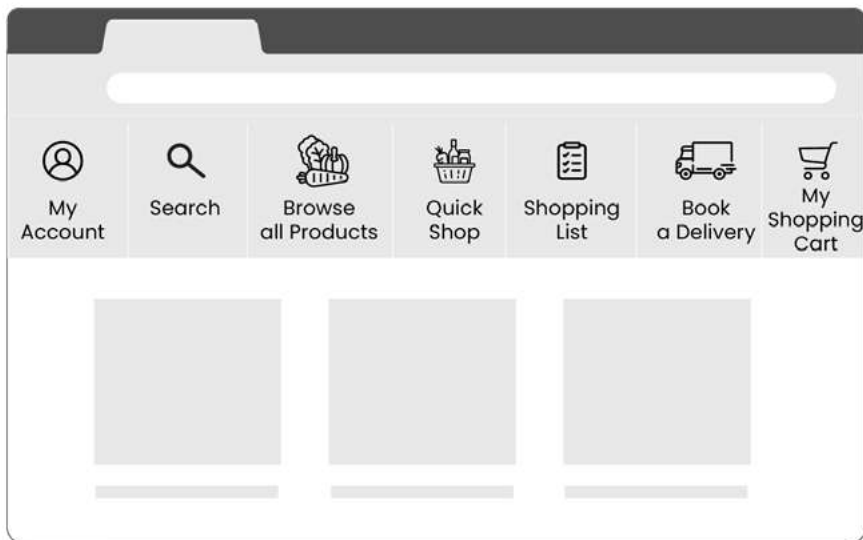 My
Account
Search
Browse
all Products
Quick
Shop
Shopping
List
Book
a Delivery
My
Shopping
Cart